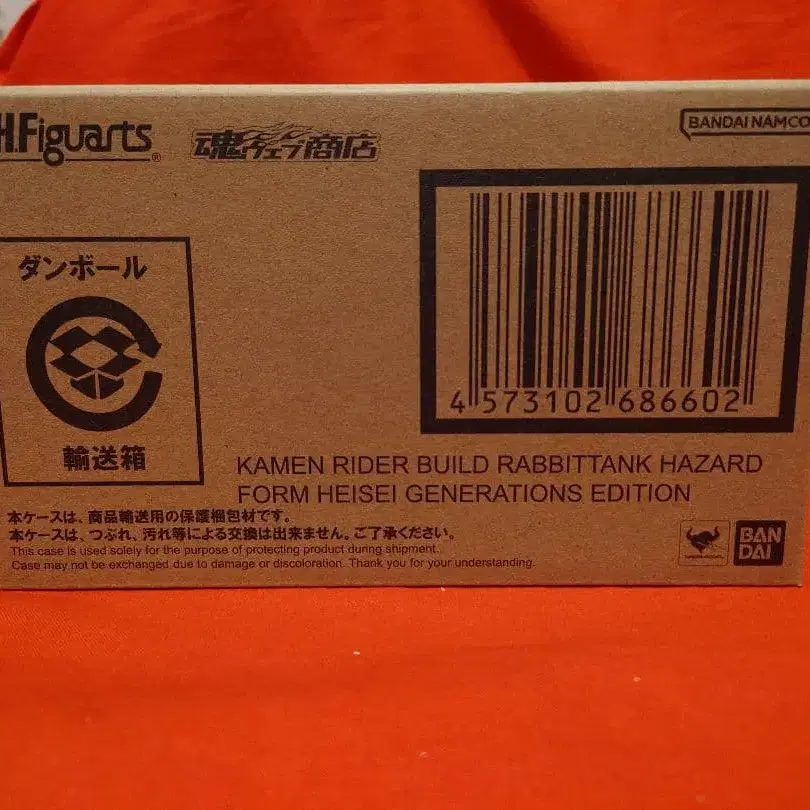 H.Figuarts®
魂ウェブ商店
BANDAI NAMCO
ダンボール
輸送箱
4 573102 686602
KAMEN RIDER BUILD RABBITTANK HAZARD
FORM HEISEI GENERATIONS EDITION
本ケースは、商品輸送用の保護梱包材です。
本ケースは、つぶれ、汚れ等による交換は出来ません。ご了承ください。
This case is used solely for the purpose of protecting product during shipment.
Case may not be exchanged due to damage or discoloration. Thank you for your understanding.
BAN
DAI